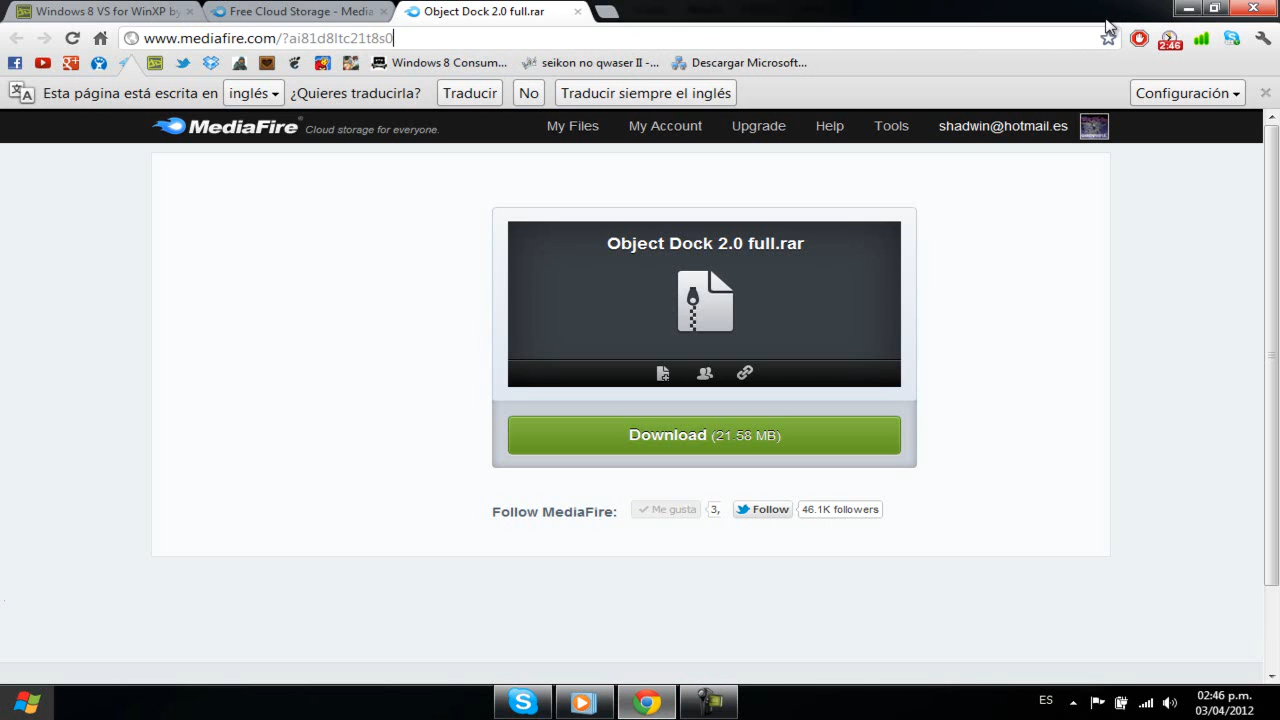 Windows 8 VS for WinXP by
Free Cloud Storage - Media
Object Dock 2.0 full.rar
www.mediafire.com/?ai81d8ltc21t8s0
2:46
Windows 8 Consum...
seikon no qwaser II -...
Descargar Microsoft...
Esta página está escrita en inglés ¿Quieres traducirla? Traducir No Traducir siempre el inglés Configuración
MediaFire Cloud storage for everyone.
My Files My Account Upgrade Help Tools shadwin@hotmail.es
Object Dock 2.0 full.rar
Download (21.58 MB)
Follow MediaFire: Me gusta 3, Follow 46.1K followers
ES
02:46 p.m.
03/04/2012